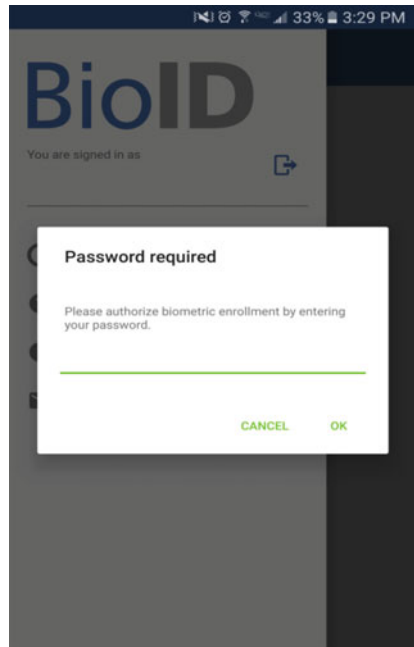 33% 3:29 PM
BioID
You are signed in as
Password required
Please authorize biometric enrollment by entering
your password.
CANCEL OK